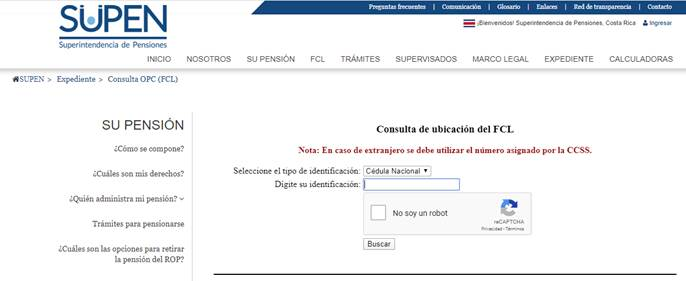 Preguntas frecuentes | Comunicación | Glosario | Enlaces | Red de transparencia | Contacto
SUPEN
Superintendencia de Pensiones
¡Bienvenidos! Superintendencia de Pensiones, Costa Rica Ingresar
INICIO NOSOTROS SU PENSIÓN FCL TRÁMITES SUPERVISADOS MARCO LEGAL EXPEDIENTE CALCULADORAS
SUPEN > Expediente > Consulta OPC (FCL)
SU PENSIÓN
¿Cómo se compone?
¿Cuáles son mis derechos?
¿Quién administra mi pensión?
Trámites para pensionarse
¿Cuáles son las opciones para retirar
la pensión del ROP?
Consulta de ubicación del FCL
Nota: En caso de extranjero se debe utilizar el número asignado por la CCSS.
Seleccione el tipo de identificación: Cédula Nacional
Digite su identificación:
No soy un robot
reCAPTCHA
Privacidad - Términos
Buscar